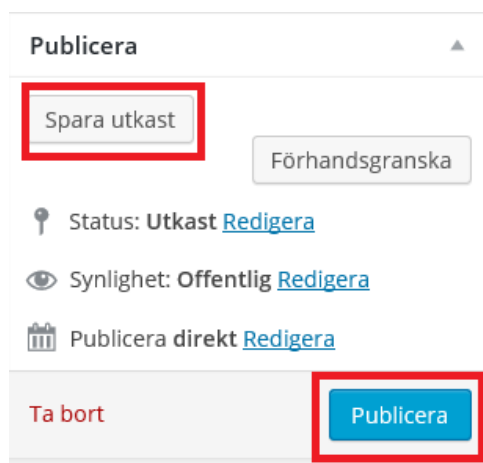 Publicera
Spara utkast
Förhandsgranska
Status: Utkast Redigera
Synlighet: Offentlig Redigera
Publicera direkt Redigera
Ta bort
Publicera